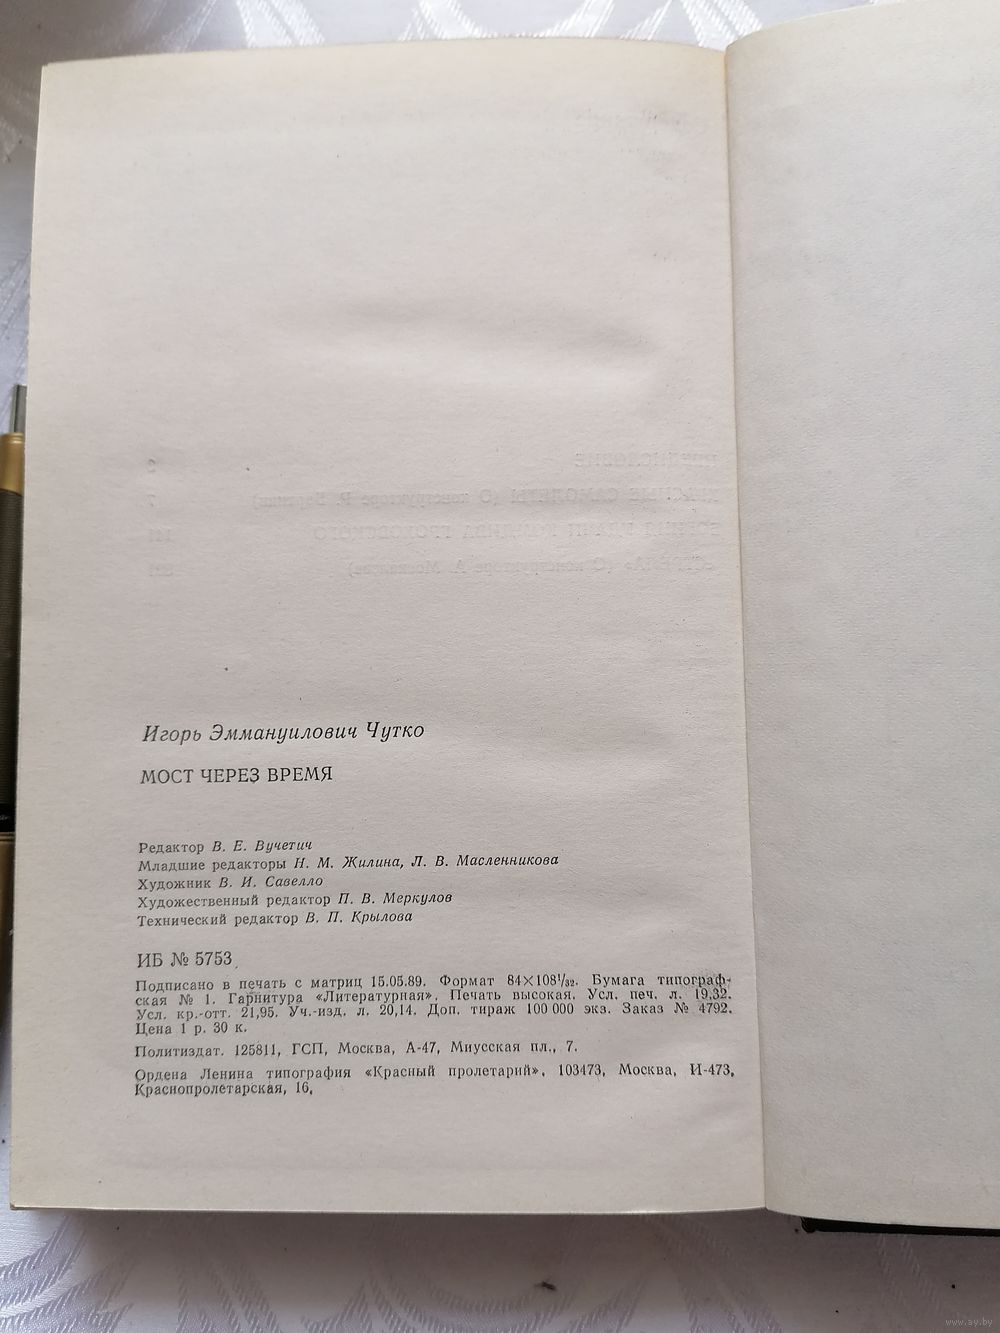 Игорь Эммануилович Чутко
МОСТ ЧЕРЕЗ ВРЕМЯ
Редактор В. Е. Вучетич
Младшие редакторы Н. М. Жилина, Л. В. Масленникова
Художник В. И. Савелло
Художественный редактор П. В. Меркулов
Технический редактор В. П. Крылова
ИБ № 5753
Подписано в печать с матриц 15.05.89. Формат 84×108¹/₃₂. Бумага типограф-
ская № 1. Гарнитура «Литературная». Печать высокая. Усл. печ. л. 19,32.
Усл. кр.-отт. 21,95. Уч.-изд. л. 20,14. Доп. тираж 100 000 экз. Заказ № 4792.
Цена 1 р. 30 к.
Политиздат. 125811, ГСП, Москва, А-47, Миусская пл., 7.
Ордена Ленина типография «Красный пролетарий». 103473, Москва, И-473,
Краснопролетарская, 16.
www.ay.by